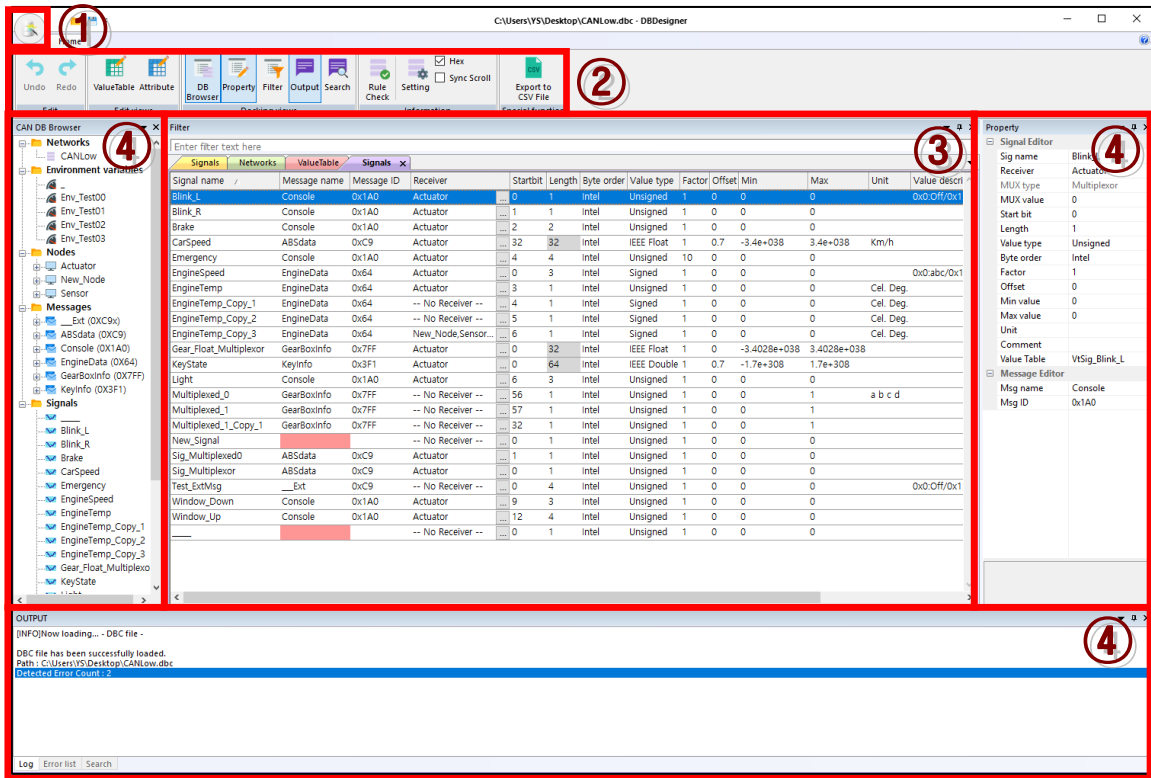 C:\Users\YS\Desktop\CANLow.dbc - DBDesigner
①
Home
②
Undo Redo ValueTable Attribute DB Browser Property Filter Output Search Rule Check Setting Hex Sync Scroll CSV Export to CSV File
Edit Edit views Docking views Information Special function
CAN DB Browser
④
Networks
CANLow
Environment variables
_
Env_Test00
Env_Test01
Env_Test02
Env_Test03
Nodes
Actuator
New_Node
Sensor
Messages
__Ext (0XC9x)
ABSdata (0XC9)
Console (0X1A0)
EngineData (0X64)
GearBoxInfo (0X7FF)
KeyInfo (0X3F1)
Signals
____
Blink_L
Blink_R
Brake
CarSpeed
Emergency
EngineSpeed
EngineTemp
EngineTemp_Copy_1
EngineTemp_Copy_2
EngineTemp_Copy_3
Gear_Float_Multiplexo
KeyState
Light
Filter
③
Enter filter text here
Signals Networks ValueTable Signals x
Signal name / Message name Message ID Receiver Startbit Length Byte order Value type Factor Offset Min Max Unit Value descri
Blink_L Console 0x1A0 Actuator ... 0 1 Intel Unsigned 1 0 0 0 0x0:Off/0x1
Blink_R Console 0x1A0 Actuator ... 1 1 Intel Unsigned 1 0 0 0
Brake Console 0x1A0 Actuator ... 2 2 Intel Unsigned 1 0 0 0
CarSpeed ABSdata 0xC9 Actuator ... 32 32 Intel IEEE Float 1 0.7 -3.4e+038 3.4e+038 Km/h
Emergency Console 0x1A0 Actuator ... 4 4 Intel Unsigned 10 0 0 0
EngineSpeed EngineData 0x64 Actuator ... 0 3 Intel Signed 1 0 0 0 0x0:abc/0x1
EngineTemp EngineData 0x64 Actuator ... 3 1 Intel Unsigned 1 0 0 0 Cel. Deg.
EngineTemp_Copy_1 EngineData 0x64 -- No Receiver -- ... 4 1 Intel Signed 1 0 0 0 Cel. Deg.
EngineTemp_Copy_2 EngineData 0x64 -- No Receiver -- ... 5 1 Intel Signed 1 0 0 0 Cel. Deg.
EngineTemp_Copy_3 EngineData 0x64 New_Node,Sensor... ... 6 1 Intel Signed 1 0 0 0 Cel. Deg.
Gear_Float_Multiplexor GearBoxInfo 0x7FF Actuator ... 0 32 Intel IEEE Float 1 0 -3.4028e+038 3.4028e+038
KeyState KeyInfo 0x3F1 Actuator ... 0 64 Intel IEEE Double 1 0.7 -1.7e+308 1.7e+308
Light Console 0x1A0 Actuator ... 6 3 Intel Unsigned 1 0 0 0
Multiplexed_0 GearBoxInfo 0x7FF -- No Receiver -- ... 56 1 Intel Unsigned 1 0 0 1 a b c d
Multiplexed_1 GearBoxInfo 0x7FF -- No Receiver -- ... 57 1 Intel Unsigned 1 0 0 1
Multiplexed_1_Copy_1 GearBoxInfo 0x7FF -- No Receiver -- ... 32 1 Intel Unsigned 1 0 0 1
New_Signal -- No Receiver -- ... 0 1 Intel Unsigned 1 0 0 0
Sig_Multiplexed0 ABSdata 0xC9 Actuator ... 1 1 Intel Unsigned 1 0 0 0
Sig_Multiplexor ABSdata 0xC9 Actuator ... 0 1 Intel Unsigned 1 0 0 0
Test_ExtMsg __Ext 0xC9 -- No Receiver -- ... 0 4 Intel Unsigned 1 0 0 0 0x0:Off/0x1
Window_Down Console 0x1A0 Actuator ... 9 3 Intel Unsigned 1 0 0 0
Window_Up Console 0x1A0 Actuator ... 12 4 Intel Unsigned 1 0 0 0
____ -- No Receiver -- ... 0 1 Intel Unsigned 1 0 0 0
Property
④
Signal Editor
Sig name Blink_L
Receiver Actuator
MUX type Multiplexor
MUX value 0
Start bit 0
Length 1
Value type Unsigned
Byte order Intel
Factor 1
Offset 0
Min value 0
Max value 0
Unit
Comment
Value Table VtSig_Blink_L
Message Editor
Msg name Console
Msg ID 0x1A0
OUTPUT
④
[INFO]Now loading... - DBC file -
DBC file has been successfully loaded.
Path : C:\Users\YS\Desktop\CANLow.dbc
Detected Error Count : 2
Log Error list Search